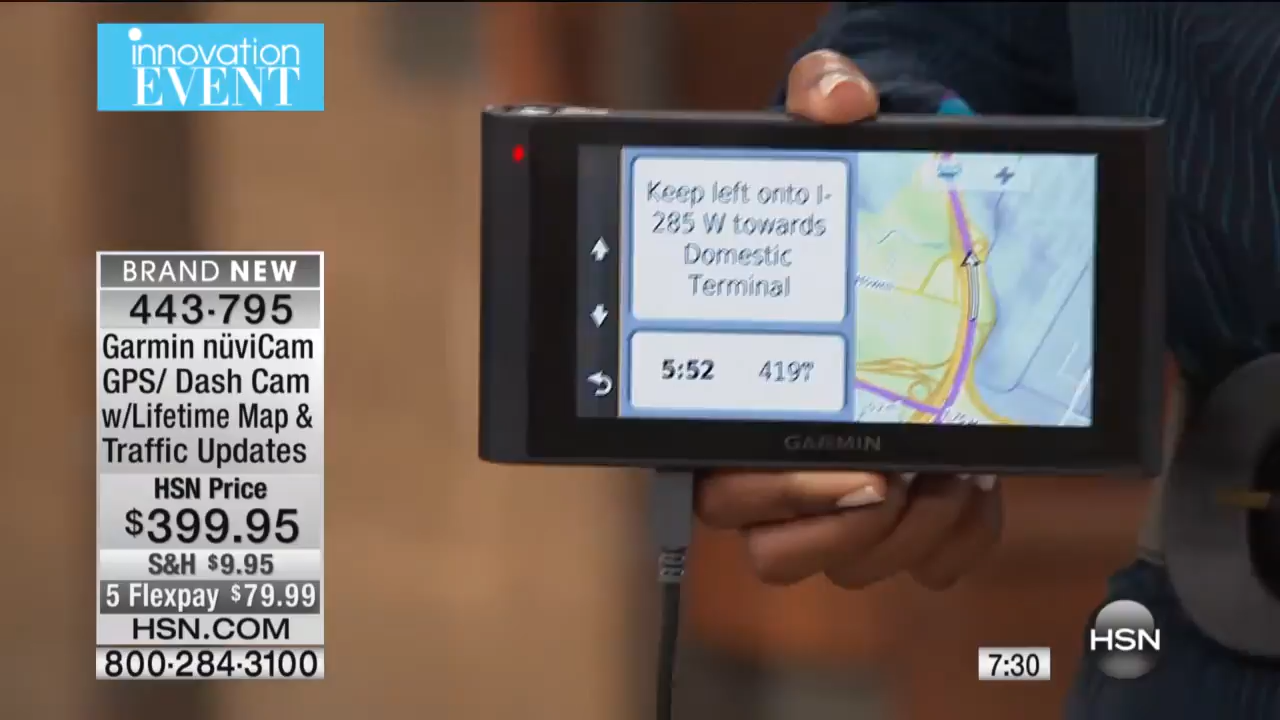 innovation
EVENT
BRAND NEW
443·795
Garmin nüviCam
GPS/ Dash Cam
w/Lifetime Map &
Traffic Updates
HSN Price
$399.95
S&H $9.95
5 Flexpay $79.99
HSN.COM
800·284·3100
Keep left onto I-
285 W towards
Domestic
Terminal
5:52
GARMIN
7:30
HSN